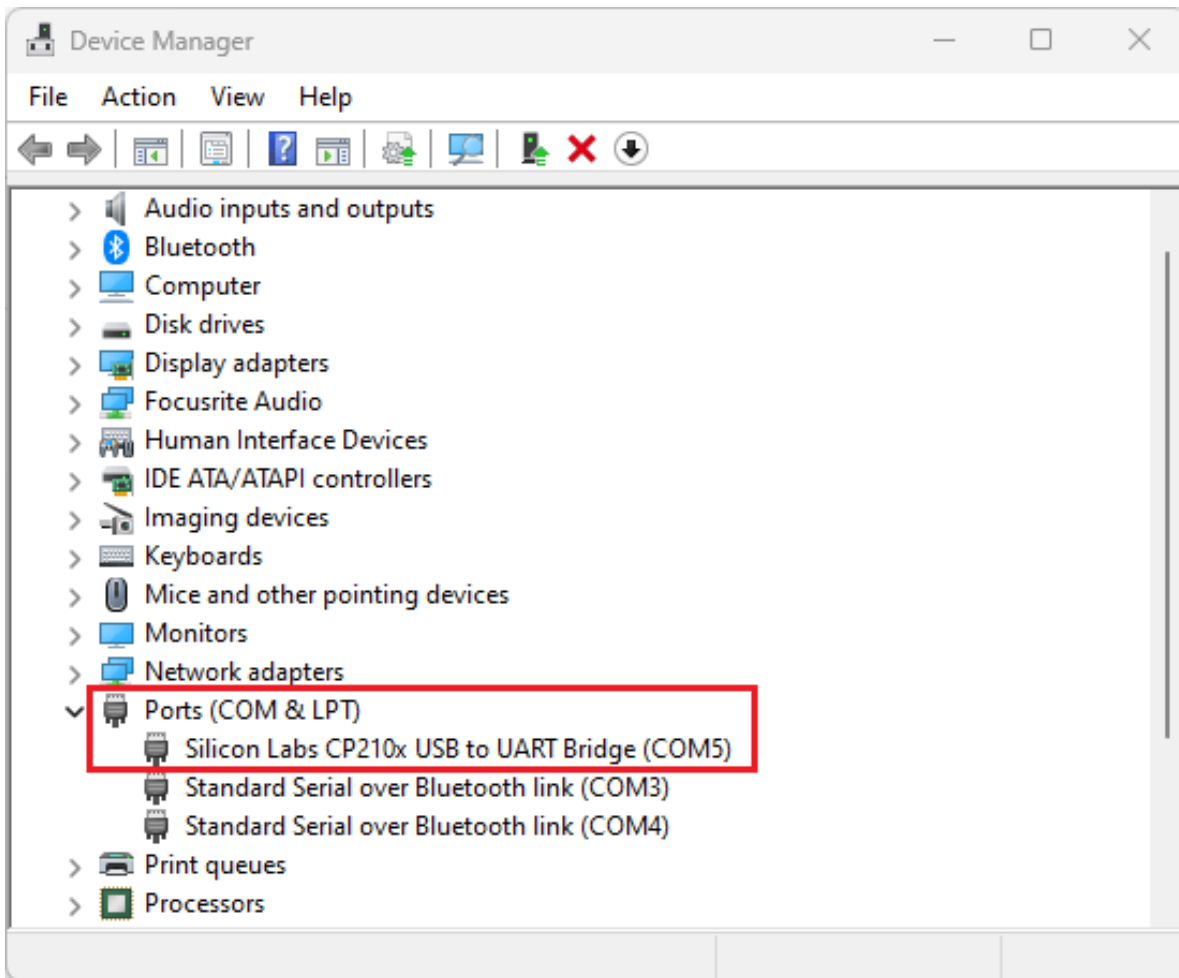 Device Manager
File Action View Help
Audio inputs and outputs
Bluetooth
Computer
Disk drives
Display adapters
Focusrite Audio
Human Interface Devices
IDE ATA/ATAPI controllers
Imaging devices
Keyboards
Mice and other pointing devices
Monitors
Network adapters
Ports (COM & LPT)
Silicon Labs CP210x USB to UART Bridge (COM5)
Standard Serial over Bluetooth link (COM3)
Standard Serial over Bluetooth link (COM4)
Print queues
Processors